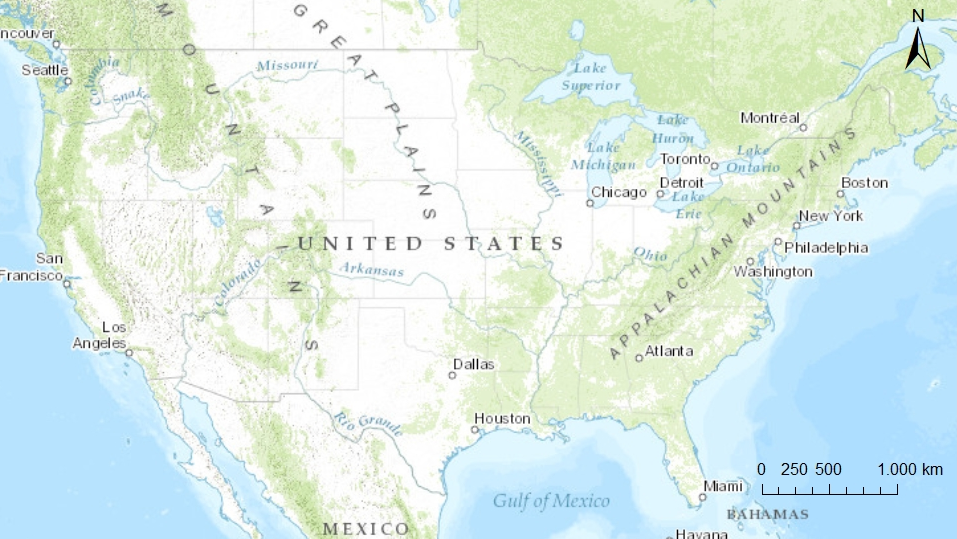 GREAT PLAINS
MOUNTAINS
N
ncouver
Seattle
Columbia
Snake
Missouri
Lake
Superior
Montréal
Mississippi
Lake
Huron
Lake
Michigan
Toronto
Lake
Ontario
Chicago
Detroit
Lake
Erie
Boston
APPALACHIAN MOUNTAINS
New York
Philadelphia
Washington
Ohio
UNITED STATES
San
Francisco
Colorado
Arkansas
Los
Angeles
Atlanta
Dallas
Houston
Rio Grande
Gulf of Mexico
Miami
BAHAMAS
MEXICO
Havana
0 250 500 1.000 km